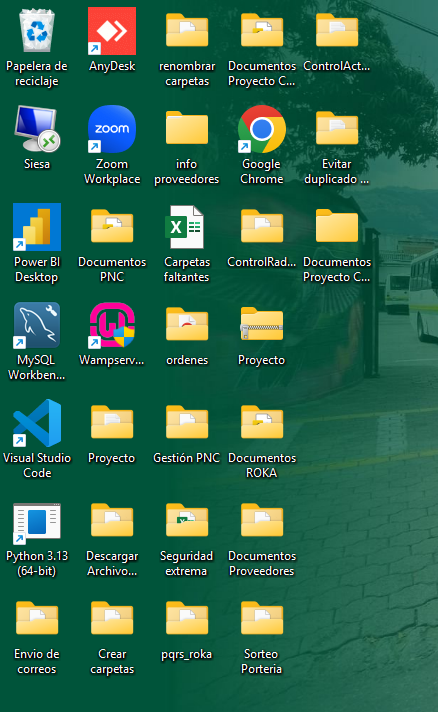 Papelera de
reciclaje
AnyDesk
renombrar
carpetas
Documentos
Proyecto C...
ControlAct...
Siesa
zoom
Zoom
Workplace
info
proveedores
Google
Chrome
Evitar
duplicado ...
Power BI
Desktop
Documentos
PNC
Carpetas
faltantes
ControlRad...
Documentos
Proyecto C...
MySQL
Workben...
Wampserv...
ordenes
Proyecto
Visual Studio
Code
Proyecto
Gestión PNC
Documentos
ROKA
Python 3.13
(64-bit)
Descargar
Archivo...
Seguridad
extrema
Documentos
Proveedores
Envio de
correos
Crear
carpetas
pqrs_roka
Sorteo
Porteria